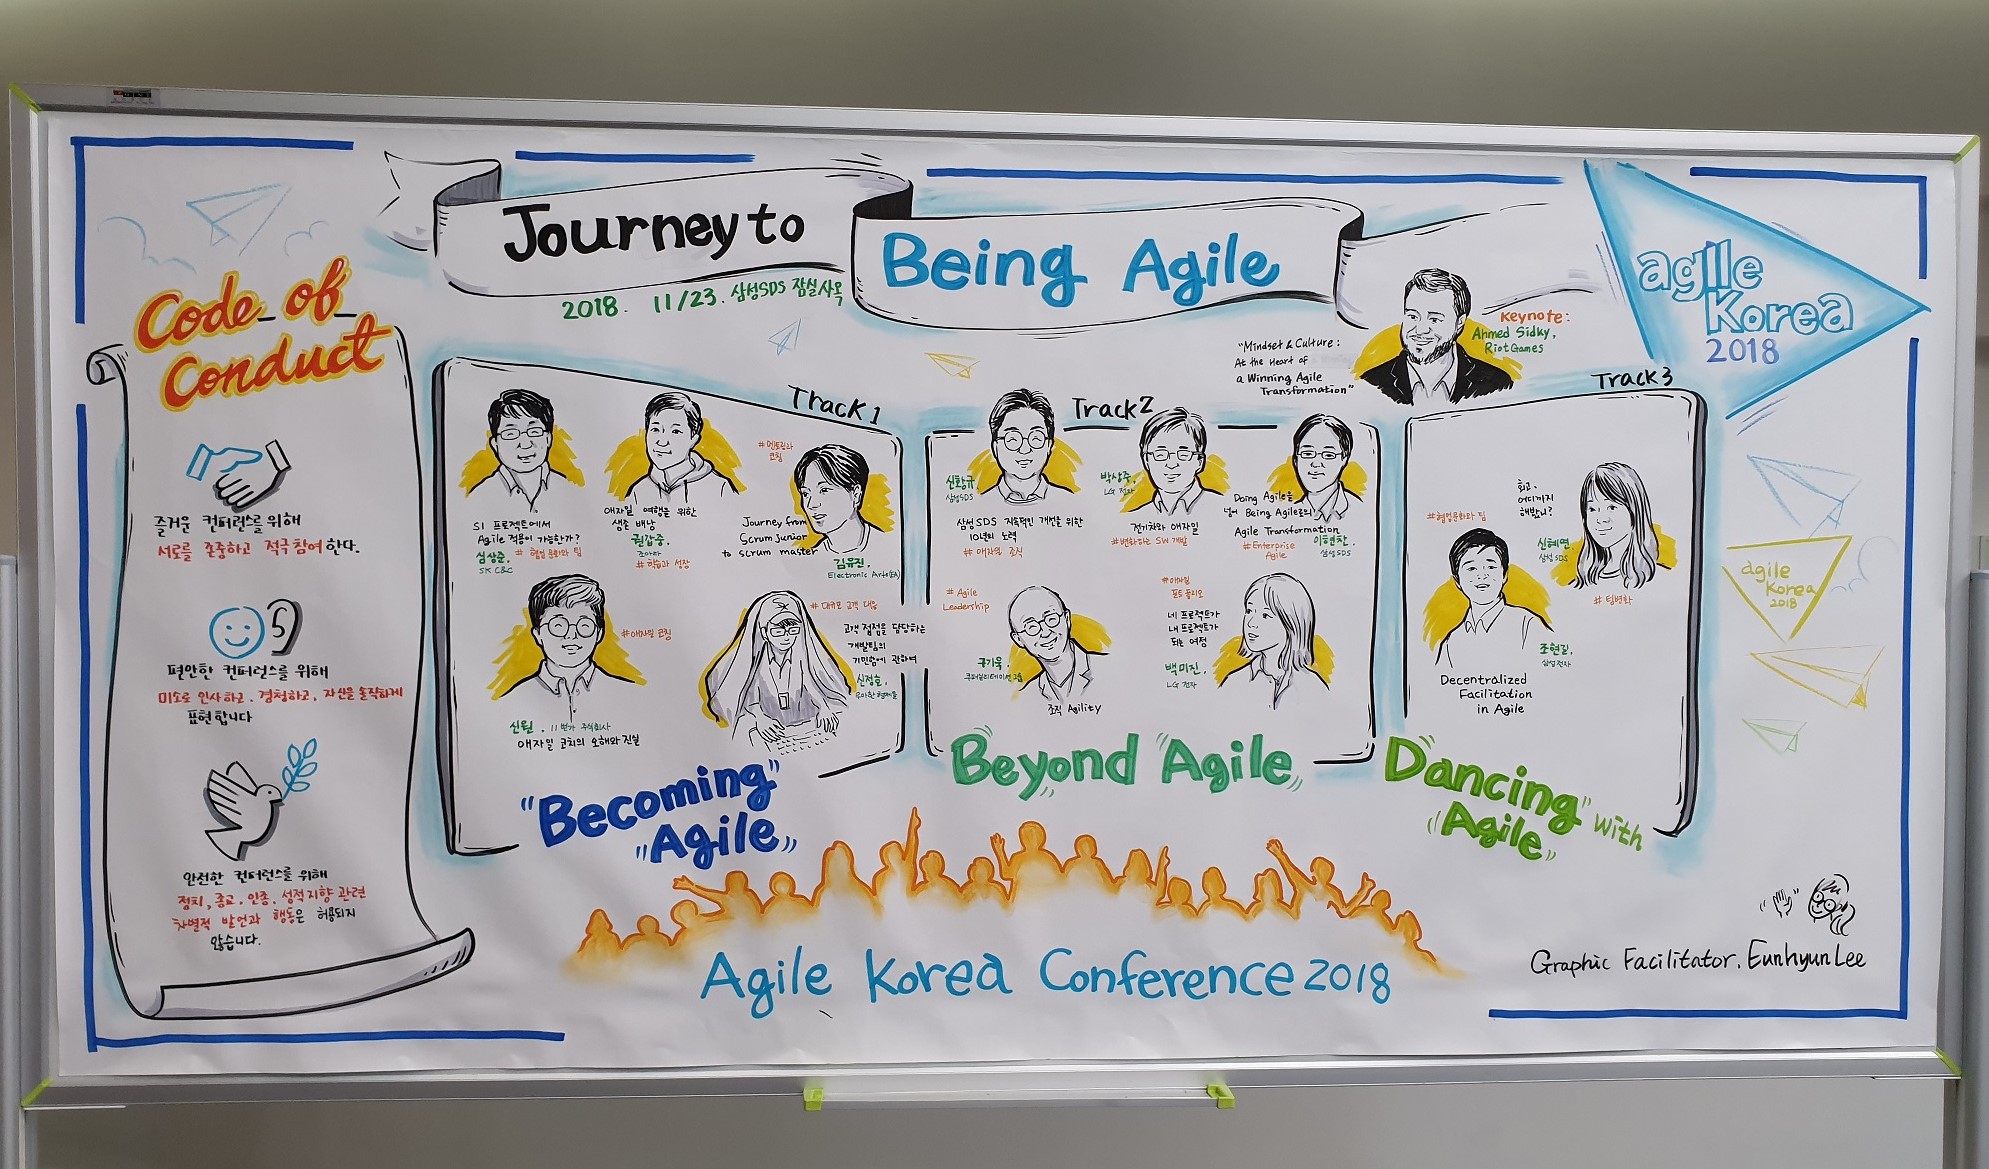 Journey to
Being Agile
2018. 11/23. 삼성SDS 잠실사옥
agile
Korea
2018
Keynote:
Ahmed Sidky,
Riot Games
"Mindset & Culture:
At the Heart of
a Winning Agile
Transformation"
Code of
Conduct
즐거운 컨퍼런스를 위해
서로를 존중하고 적극 참여한다.
편안한 컨퍼런스를 위해
미소로 인사하고, 경청하고, 자신을 솔직하게
표현합니다
안전한 컨퍼런스를 위해
정치, 종교, 인종, 성적지향 관련
차별적 발언과 행동은 허용되지
않습니다.
Track 1
SI 프로젝트에서
Agile 적용이 가능한가?
심상준,
SK C&C
# 협업 문화와 팀
애자일 여행을 위한
생존 배낭
권갑중,
# 학습과 성장
# 멘토링과
코칭
Journey from
Scrum junior
to scrum master
김유진,
Electronic Arts(EA)
# 애자일 코칭
신원, 11번가 주식회사
애자일 코치의 오해와 진실
# 대규모 고객 대응
고객 접점을 담당하는
개발팀의
기민함에 관하여
신정호,
우아한형제들
"Becoming"
"Agile"
Track 2
신황규
삼성SDS
삼성SDS 지속적인 개선을 위한
10년의 노력
# 애자일 조직
박상준,
LG 전자
전기차와 애자일
# 변화하는 SW 개발
Doing Agile을
넘어 Being Agile로의
Agile Transformation
# Enterprise
Agile
이현찬,
삼성SDS
# Agile
Leadership
구기욱,
쿠퍼실리테이션그룹
조직 Agility
# 애자일
포트폴리오
네 프로젝트가
내 프로젝트가
되는 여정
백미진,
LG 전자
Beyond "Agile"
Track 3
회고,
어디까지
해봤니?
신혜연,
삼성SDS
# 팀변화
# 협업문화와 팀
조현길,
삼성전자
Decentralized
Facilitation
in Agile
Dancing" with
"Agile"
agile
Korea
2018
Agile Korea Conference 2018
Graphic Facilitator. Eunhyun Lee